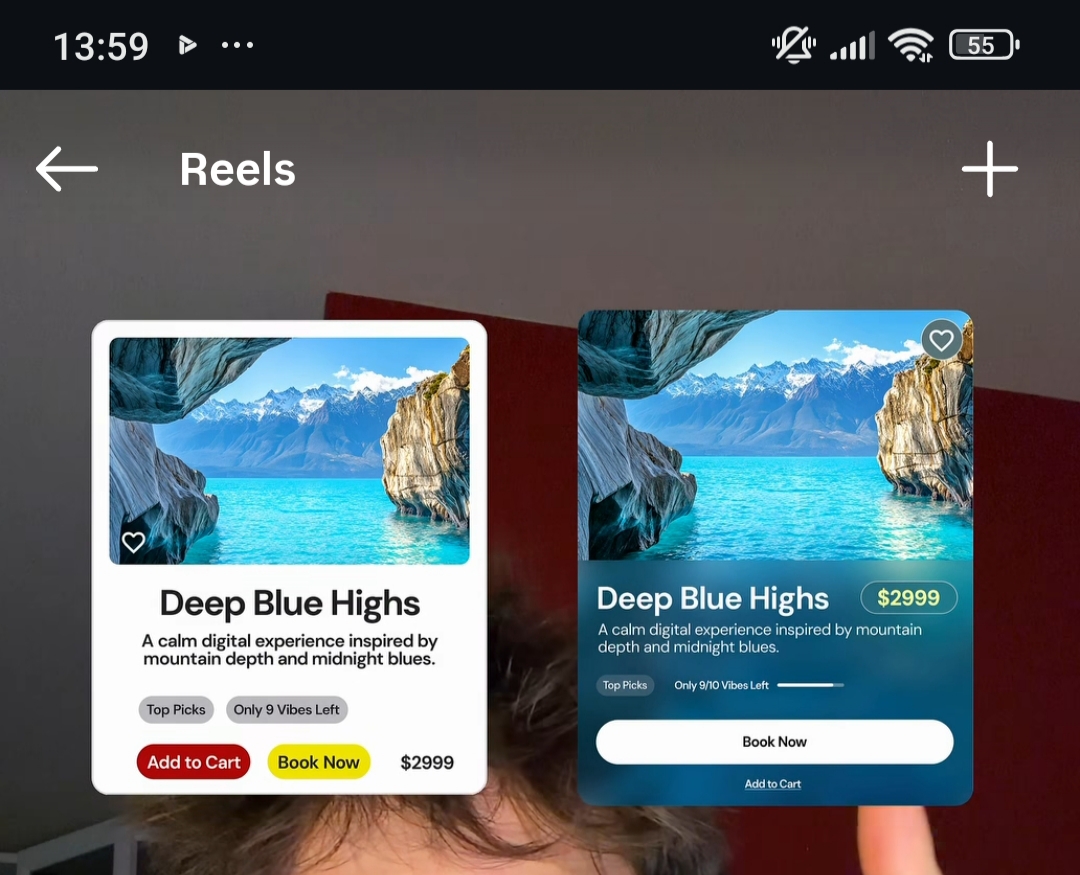 13:59
55
Reels
Deep Blue Highs
A calm digital experience inspired by
mountain depth and midnight blues.
Top Picks
Only 9 Vibes Left
Add to Cart
Book Now
$2999
Deep Blue Highs
$2999
A calm digital experience inspired by mountain
depth and midnight blues.
Top Picks
Only 9/10 Vibes Left
Book Now
Add to Cart